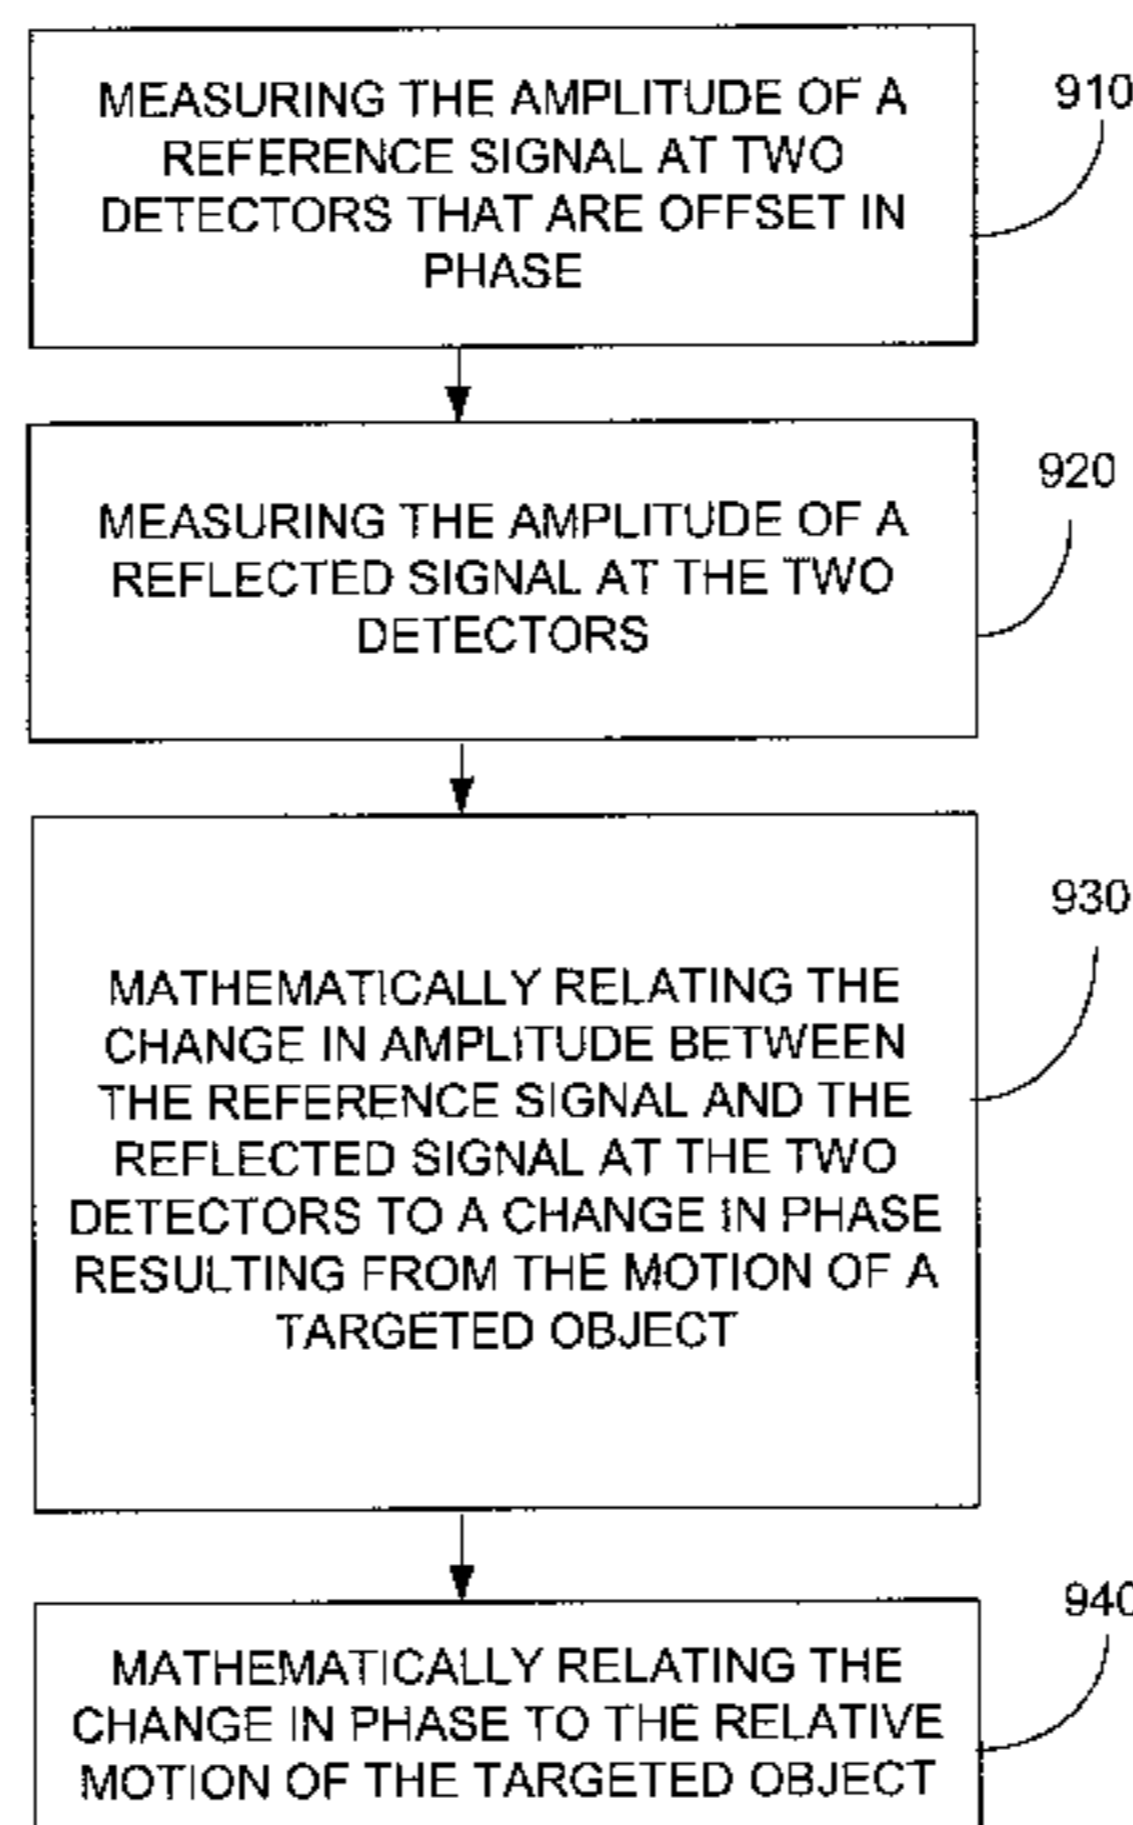 MEASURING THE AMPLITUDE OF A
REFERENCE SIGNAL AT TWO
DETECTORS THAT ARE OFFSET IN
PHASE
910
MEASURING THE AMPLITUDE OF A
REFLECTED SIGNAL AT THE TWO
DETECTORS
920
MATHEMATICALLY RELATING THE
CHANGE IN AMPLITUDE BETWEEN
THE REFERENCE SIGNAL AND THE
REFLECTED SIGNAL AT THE TWO
DETECTORS TO A CHANGE IN PHASE
RESULTING FROM THE MOTION OF A
TARGETED OBJECT
930
MATHEMATICALLY RELATING THE
CHANGE IN PHASE TO THE RELATIVE
MOTION OF THE TARGETED OBJECT
940